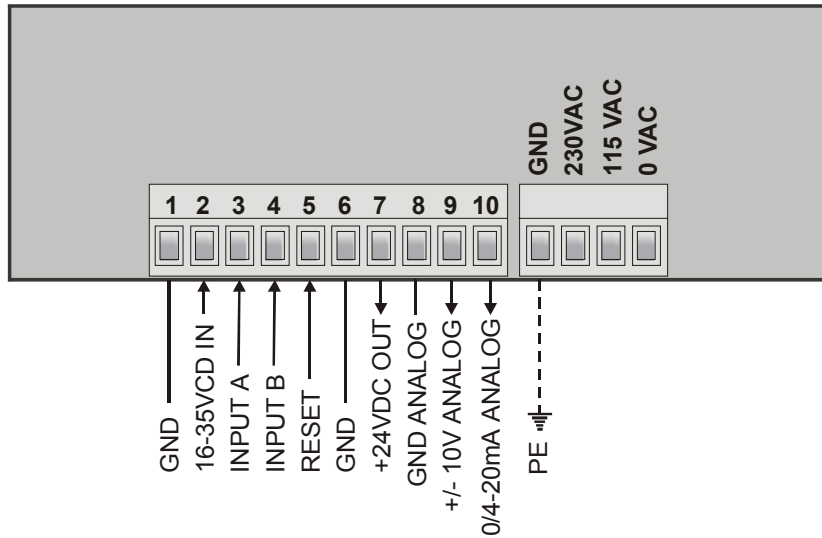 GND
230VAC
115 VAC
0 VAC
1 2 3 4 5 6 7 8 9 10
GND
16-35VCD IN
INPUT A
INPUT B
RESET
GND
+24VDC OUT
GND ANALOG
+/- 10V ANALOG
0/4-20mA ANALOG
PE